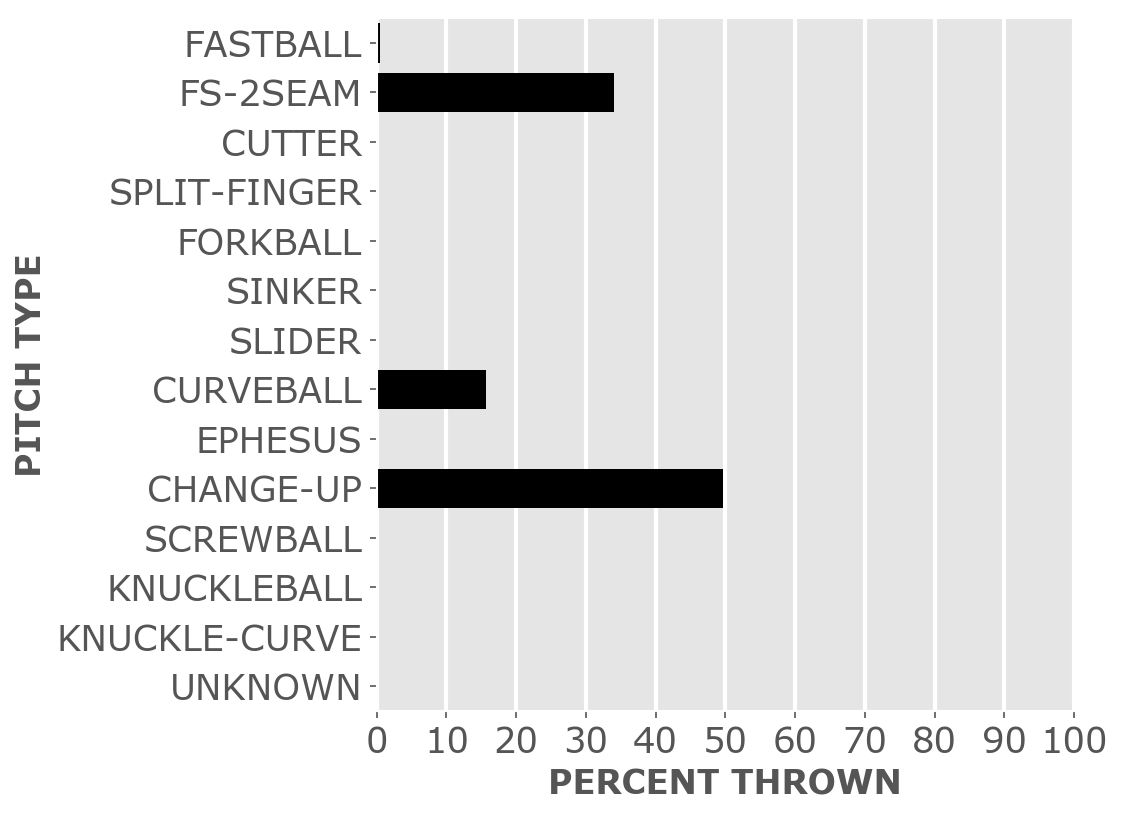 FASTBALL
FS-2SEAM
CUTTER
SPLIT-FINGER
FORKBALL
SINKER
SLIDER
CURVEBALL
EPHESUS
CHANGE-UP
SCREWBALL
KNUCKLEBALL
KNUCKLE-CURVE
UNKNOWN
PITCH TYPE
0 10 20 30 40 50 60 70 80 90 100
PERCENT THROWN